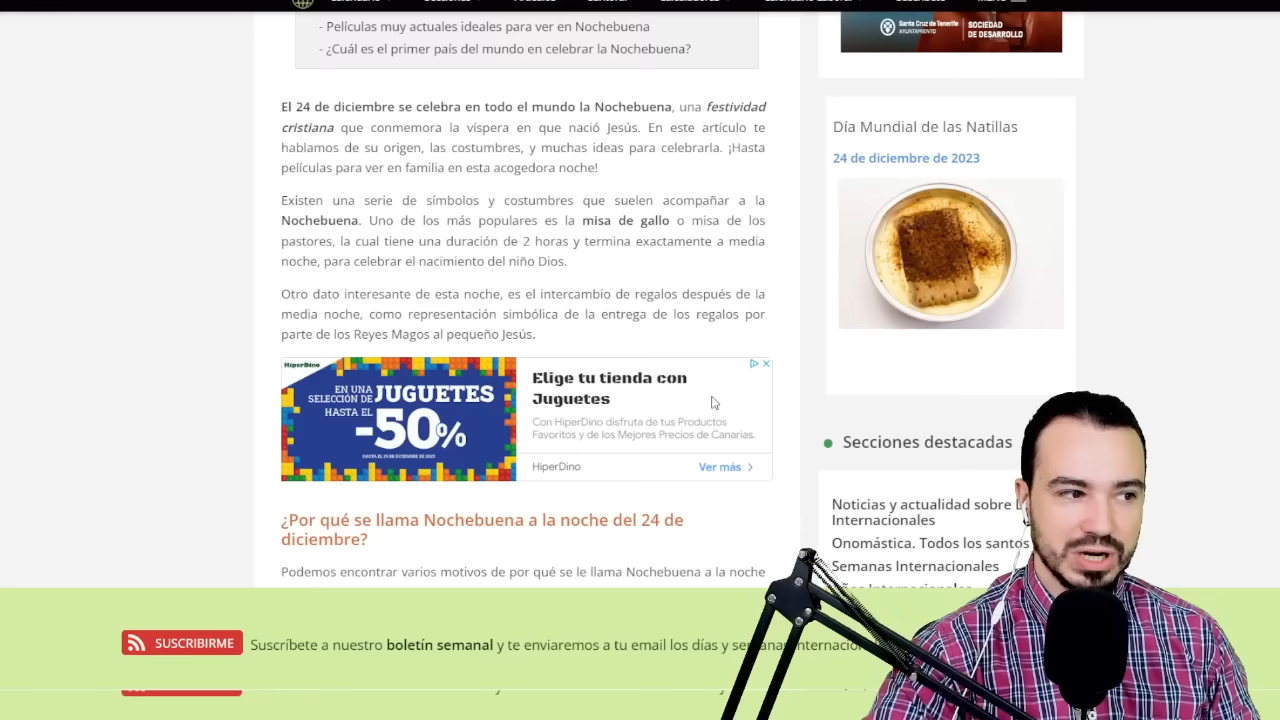 - Películas muy actuales ideales para ver en Nochebuena
- ¿Cuál es el primer país del mundo en celebrar la Nochebuena?
El 24 de diciembre se celebra en todo el mundo la Nochebuena, una festividad
cristiana que conmemora la víspera en que nació Jesús. En este artículo te
hablamos de su origen, las costumbres, y muchas ideas para celebrarla. ¡Hasta
películas para ver en familia en esta acogedora noche!
Existen una serie de símbolos y costumbres que suelen acompañar a la
Nochebuena. Uno de los más populares es la misa de gallo o misa de los
pastores, la cual tiene una duración de 2 horas y termina exactamente a media
noche, para celebrar el nacimiento del niño Dios.
Otro dato interesante de esta noche, es el intercambio de regalos después de la
media noche, como representación simbólica de la entrega de los regalos por
parte de los Reyes Magos al pequeño Jesús.
HiperDino
EN UNA
SELECCIÓN DE JUGUETES
HASTA EL
-50%
HASTA EL 24 DE DICIEMBRE DE 2023
Elige tu tienda con
Juguetes
Con HiperDino disfruta de tus Productos
Favoritos y de los Mejores Precios de Canarias.
HiperDino
Ver más
¿Por qué se llama Nochebuena a la noche del 24 de
diciembre?
Podemos encontrar varios motivos de por qué se le llama Nochebuena a la noche
Santa Cruz de Tenerife
AYUNTAMIENTO
SOCIEDAD
DE DESARROLLO
Día Mundial de las Natillas
24 de diciembre de 2023
Secciones destacadas
Noticias y actualidad sobre
Internacionales
Onomástica. Todos los santos
Semanas Internacionales
Años Internacionales
SUSCRIBIRME
Suscríbete a nuestro boletín semanal y te enviaremos a tu email los días y semanas